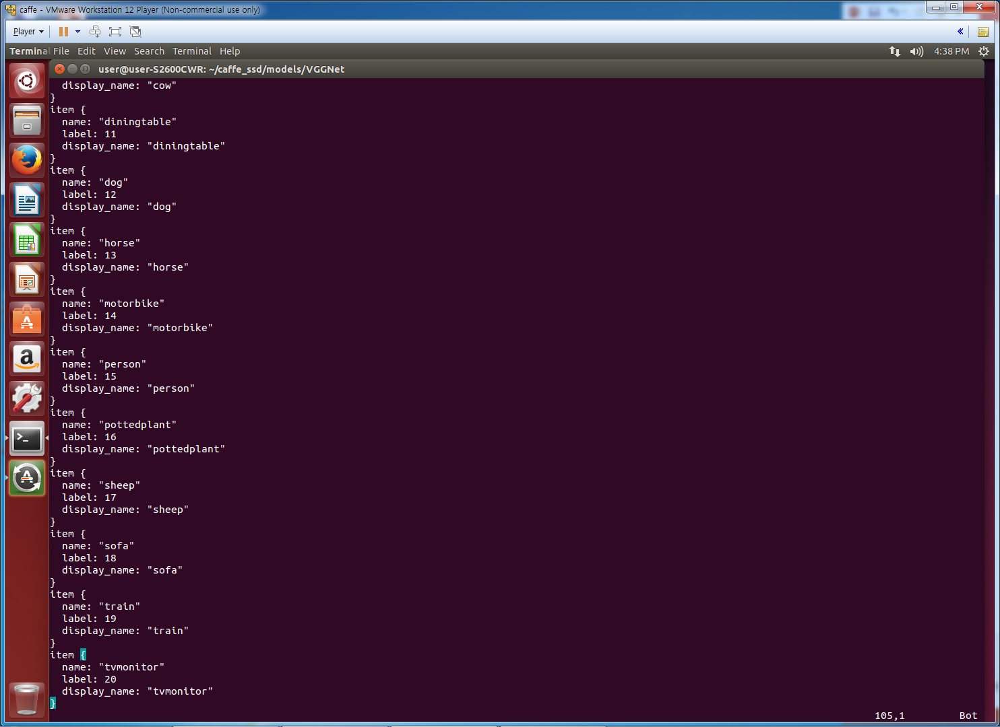 caffe - VMware Workstation 12 Player (Non-commercial use only)
Player
Terminal File Edit View Search Terminal Help
4:38 PM
user@user-S2600CWR: ~/caffe_ssd/models/VGGNet
display_name: "cow"
}
item {
name: "diningtable"
label: 11
display_name: "diningtable"
}
item {
name: "dog"
label: 12
display_name: "dog"
}
item {
name: "horse"
label: 13
display_name: "horse"
}
item {
name: "motorbike"
label: 14
display_name: "motorbike"
}
item {
name: "person"
label: 15
display_name: "person"
}
item {
name: "pottedplant"
label: 16
display_name: "pottedplant"
}
item {
name: "sheep"
label: 17
display_name: "sheep"
}
item {
name: "sofa"
label: 18
display_name: "sofa"
}
item {
name: "train"
label: 19
display_name: "train"
}
item {
name: "tvmonitor"
label: 20
display_name: "tvmonitor"
}
105,1 Bot